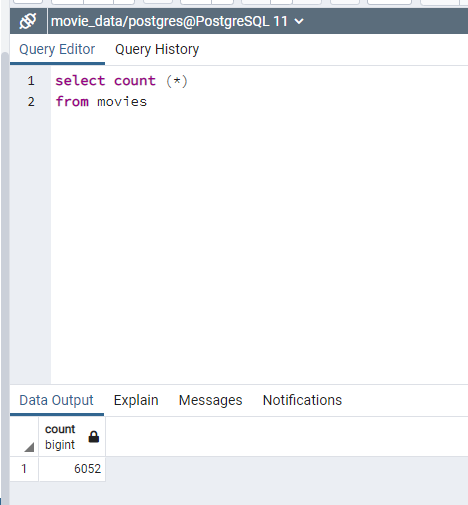 movie_data/postgres@PostgreSQL 11
Query Editor Query History
1 select count (*)
2 from movies
Data Output Explain Messages Notifications
count
bigint
1 6052